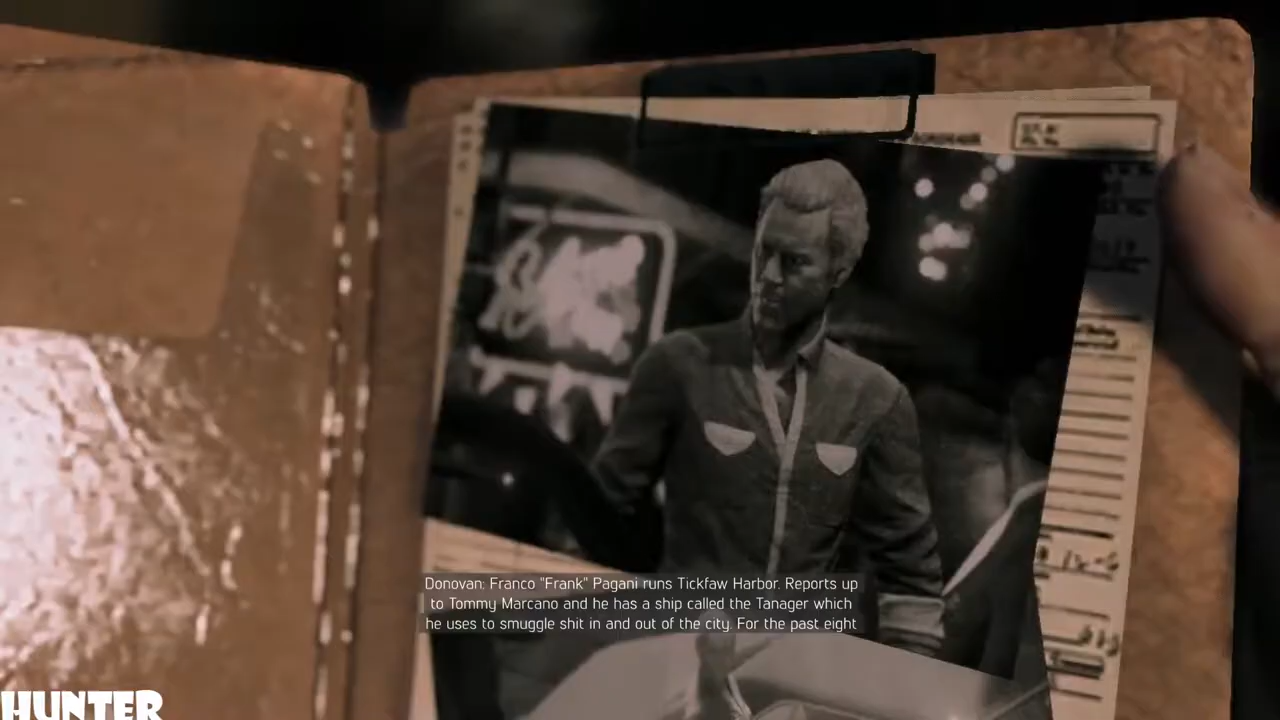 Donovan: Franco "Frank" Pagani runs Tickfaw Harbor. Reports up
to Tommy Marcano and he has a ship called the Tanager which
he uses to smuggle shit in and out of the city. For the past eight
HUNTER